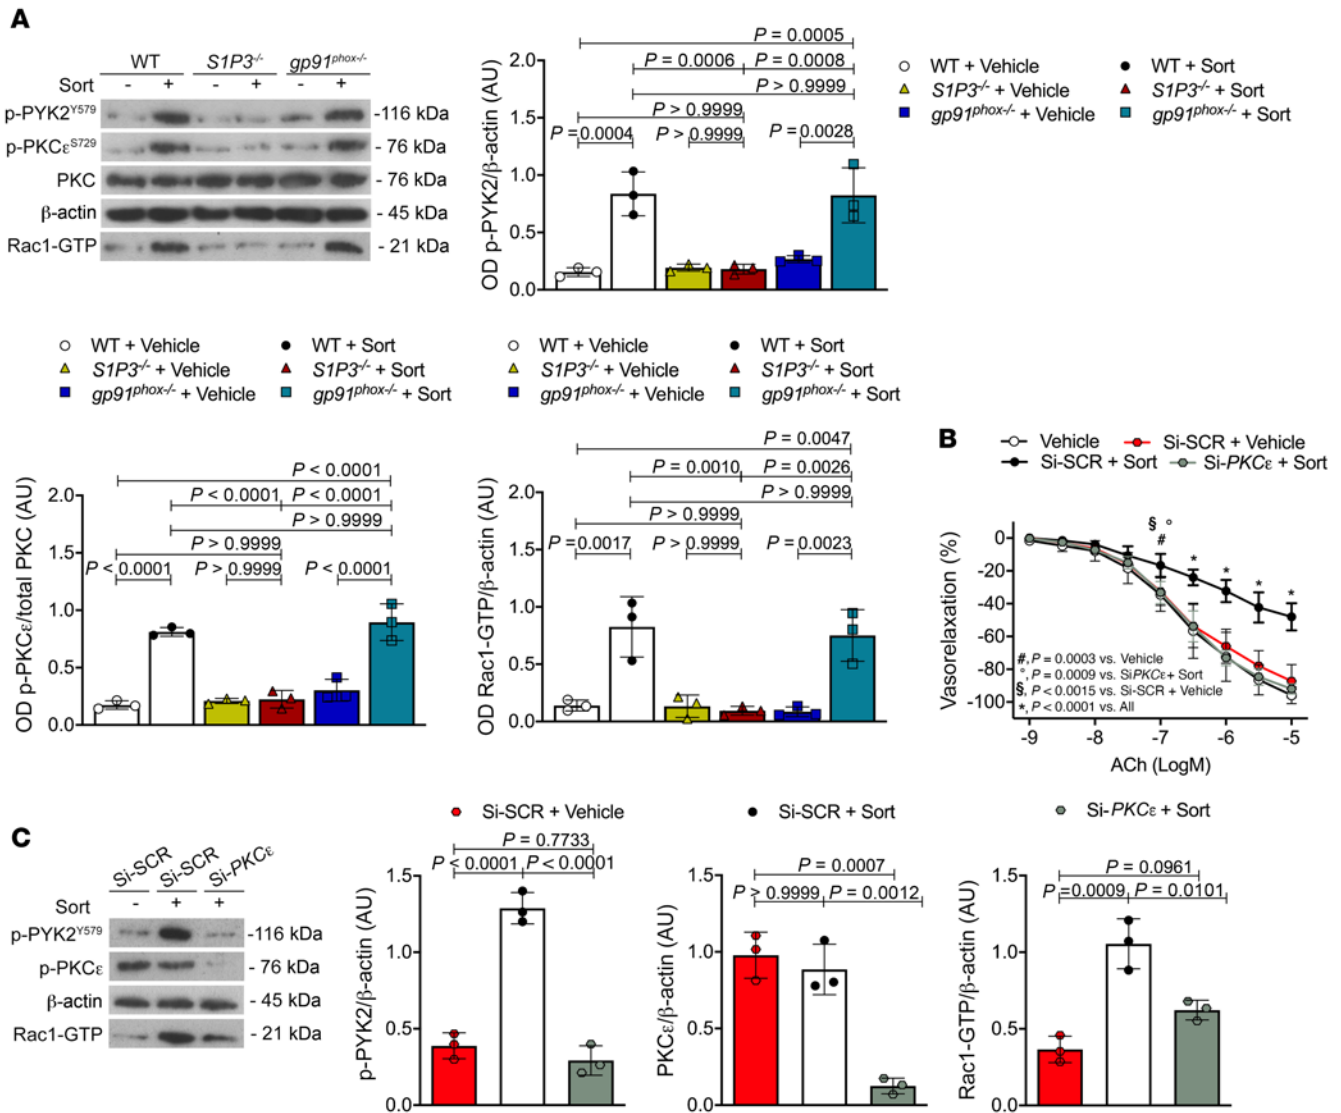 A
WT S1P3-/- gp91phox-/-
Sort - + - + - +
p-PYK2Y579 -116 kDa
p-PKCεS729 - 76 kDa
PKC - 76 kDa
β-actin - 45 kDa
Rac1-GTP - 21 kDa
OD p-PYK2/β-actin (AU)
2.0
1.5
1.0
0.5
0.0
P = 0.0005
P = 0.0006 P = 0.0008
P > 0.9999
P > 0.9999
P =0.0004 P > 0.9999 P =0.0028
WT + Vehicle WT + Sort
S1P3-/- + Vehicle S1P3-/- + Sort
gp91phox-/- + Vehicle gp91phox-/- + Sort
WT + Vehicle WT + Sort
S1P3-/- + Vehicle S1P3-/- + Sort
gp91phox-/- + Vehicle gp91phox-/- + Sort
OD p-PKCε/total PKC (AU)
2.0
1.5
1.0
0.5
0.0
P < 0.0001
P < 0.0001 P < 0.0001
P > 0.9999
P > 0.9999
P < 0.0001 P > 0.9999 P < 0.0001
WT + Vehicle WT + Sort
S1P3-/- + Vehicle S1P3-/- + Sort
gp91phox-/- + Vehicle gp91phox-/- + Sort
OD Rac1-GTP/β-actin (AU)
2.0
1.5
1.0
0.5
0.0
P = 0.0047
P = 0.0010 P = 0.0026
P > 0.9999
P > 0.9999
P =0.0017 P > 0.9999 P =0.0023
B
Vehicle Si-SCR + Vehicle
Si-SCR + Sort Si-PKCε + Sort
Vasorelaxation (%)
0
-20
-40
-60
-80
-100
§ °
#
* * * *
#, P = 0.0003 vs. Vehicle
°, P = 0.0009 vs. SiPKCε + Sort
§, P < 0.0015 vs. Si-SCR + Vehicle
*, P < 0.0001 vs. All
-9 -8 -7 -6 -5
ACh (LogM)
C
Si-SCR Si-SCR Si-PKCε
Sort - + +
p-PYK2Y579 -116 kDa
p-PKCε - 76 kDa
β-actin - 45 kDa
Rac1-GTP - 21 kDa
Si-SCR + Vehicle Si-SCR + Sort Si-PKCε + Sort
p-PYK2/β-actin (AU)
1.5
1.0
0.5
0.0
P = 0.7733
P < 0.0001 P < 0.0001
PKCε/β-actin (AU)
1.5
1.0
0.5
0.0
P = 0.0007
P > 0.9999 P = 0.0012
Rac1-GTP/β-actin (AU)
1.5
1.0
0.5
0.0
P = 0.0961
P =0.0009 P = 0.0101